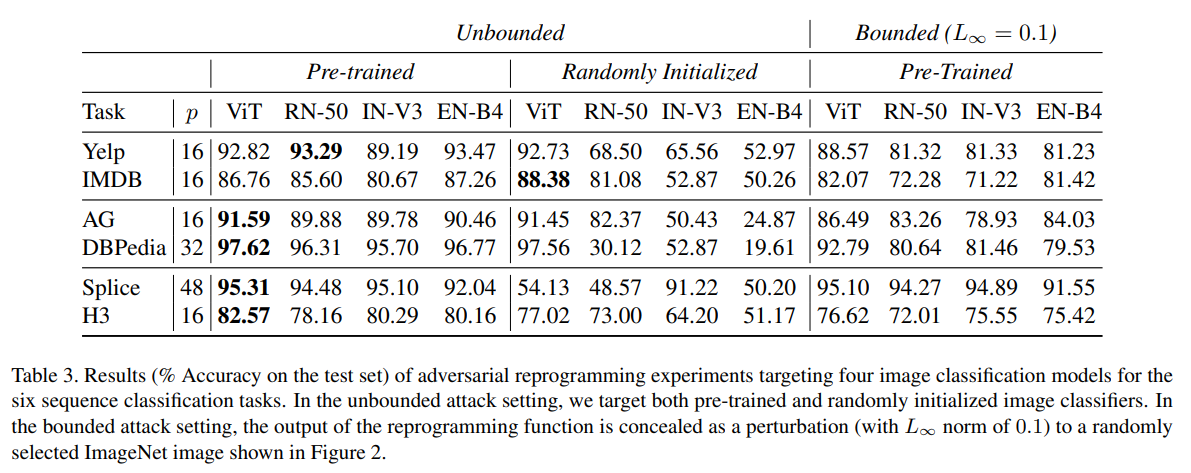 Unbounded Bounded (L∞ = 0.1)
Pre-trained Randomly Initialized Pre-Trained
Task p ViT RN-50 IN-V3 EN-B4 ViT RN-50 IN-V3 EN-B4 ViT RN-50 IN-V3 EN-B4
Yelp 16 92.82 93.29 89.19 93.47 92.73 68.50 65.56 52.97 88.57 81.32 81.33 81.23
IMDB 16 86.76 85.60 80.67 87.26 88.38 81.08 52.87 50.26 82.07 72.28 71.22 81.42
AG 16 91.59 89.88 89.78 90.46 91.45 82.37 50.43 24.87 86.49 83.26 78.93 84.03
DBPedia 32 97.62 96.31 95.70 96.77 97.56 30.12 52.87 19.61 92.79 80.64 81.46 79.53
Splice 48 95.31 94.48 95.10 92.04 54.13 48.57 91.22 50.20 95.10 94.27 94.89 91.55
H3 16 82.57 78.16 80.29 80.16 77.02 73.00 64.20 51.17 76.62 72.01 75.55 75.42
Table 3. Results (% Accuracy on the test set) of adversarial reprogramming experiments targeting four image classification models for the
six sequence classification tasks. In the unbounded attack setting, we target both pre-trained and randomly initialized image classifiers. In
the bounded attack setting, the output of the reprogramming function is concealed as a perturbation (with L∞ norm of 0.1) to a randomly
selected ImageNet image shown in Figure 2.